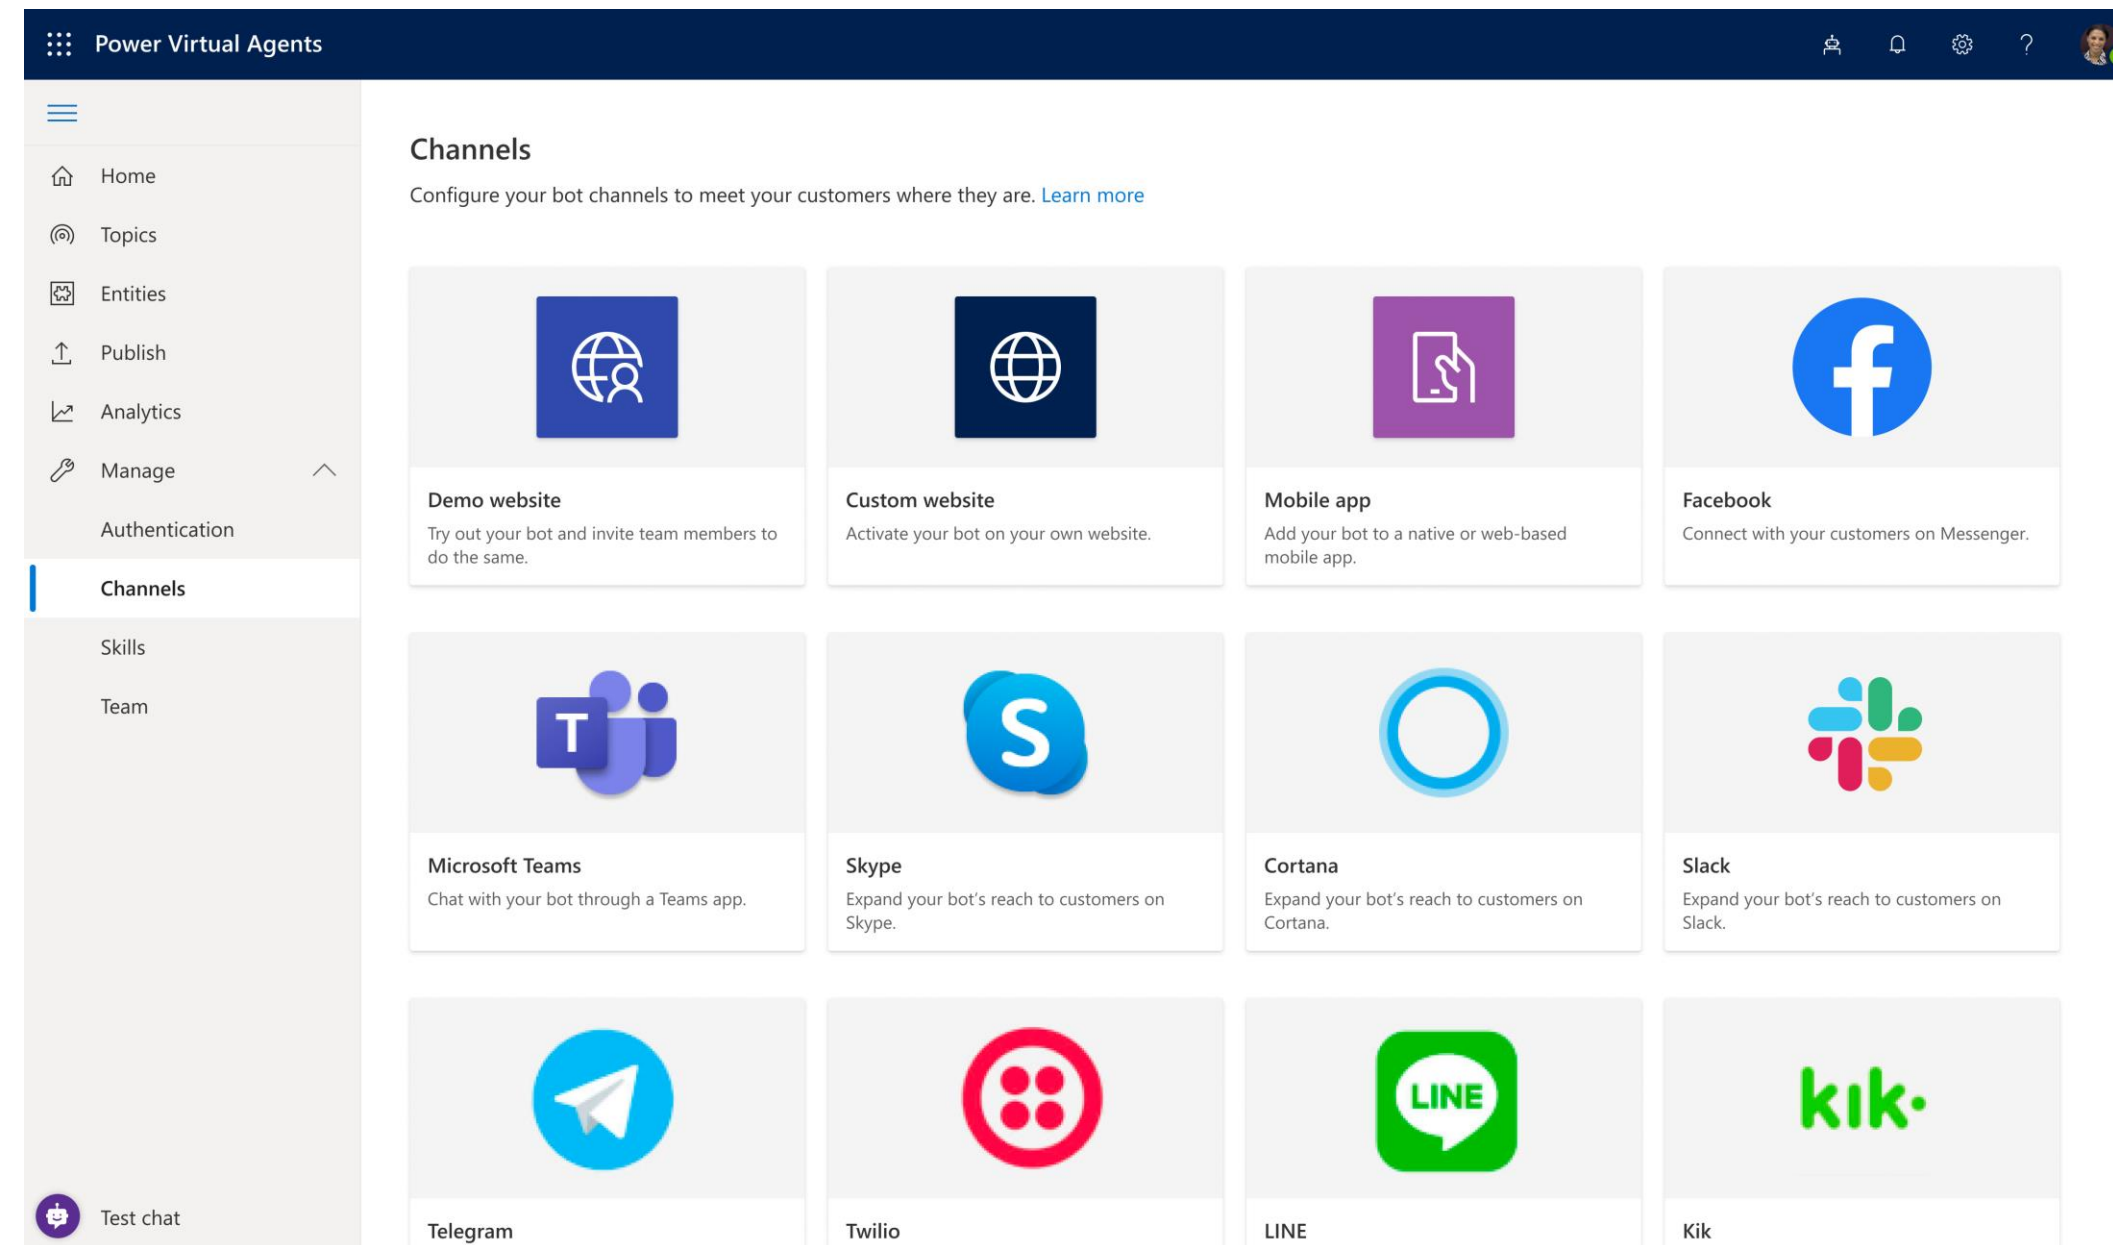 Power Virtual Agents
?
Home
Topics
Entities
Publish
Analytics
Manage
Authentication
Channels
Skills
Team
Test chat
Channels
Configure your bot channels to meet your customers where they are. Learn more
Demo website
Try out your bot and invite team members to
do the same.
Custom website
Activate your bot on your own website.
Mobile app
Add your bot to a native or web-based
mobile app.
f
Facebook
Connect with your customers on Messenger.
T
Microsoft Teams
Chat with your bot through a Teams app.
S
Skype
Expand your bot’s reach to customers on
Skype.
Cortana
Expand your bot’s reach to customers on
Cortana.
Slack
Expand your bot’s reach to customers on
Slack.
Telegram
Twilio
LINE
LINE
kik.
Kik